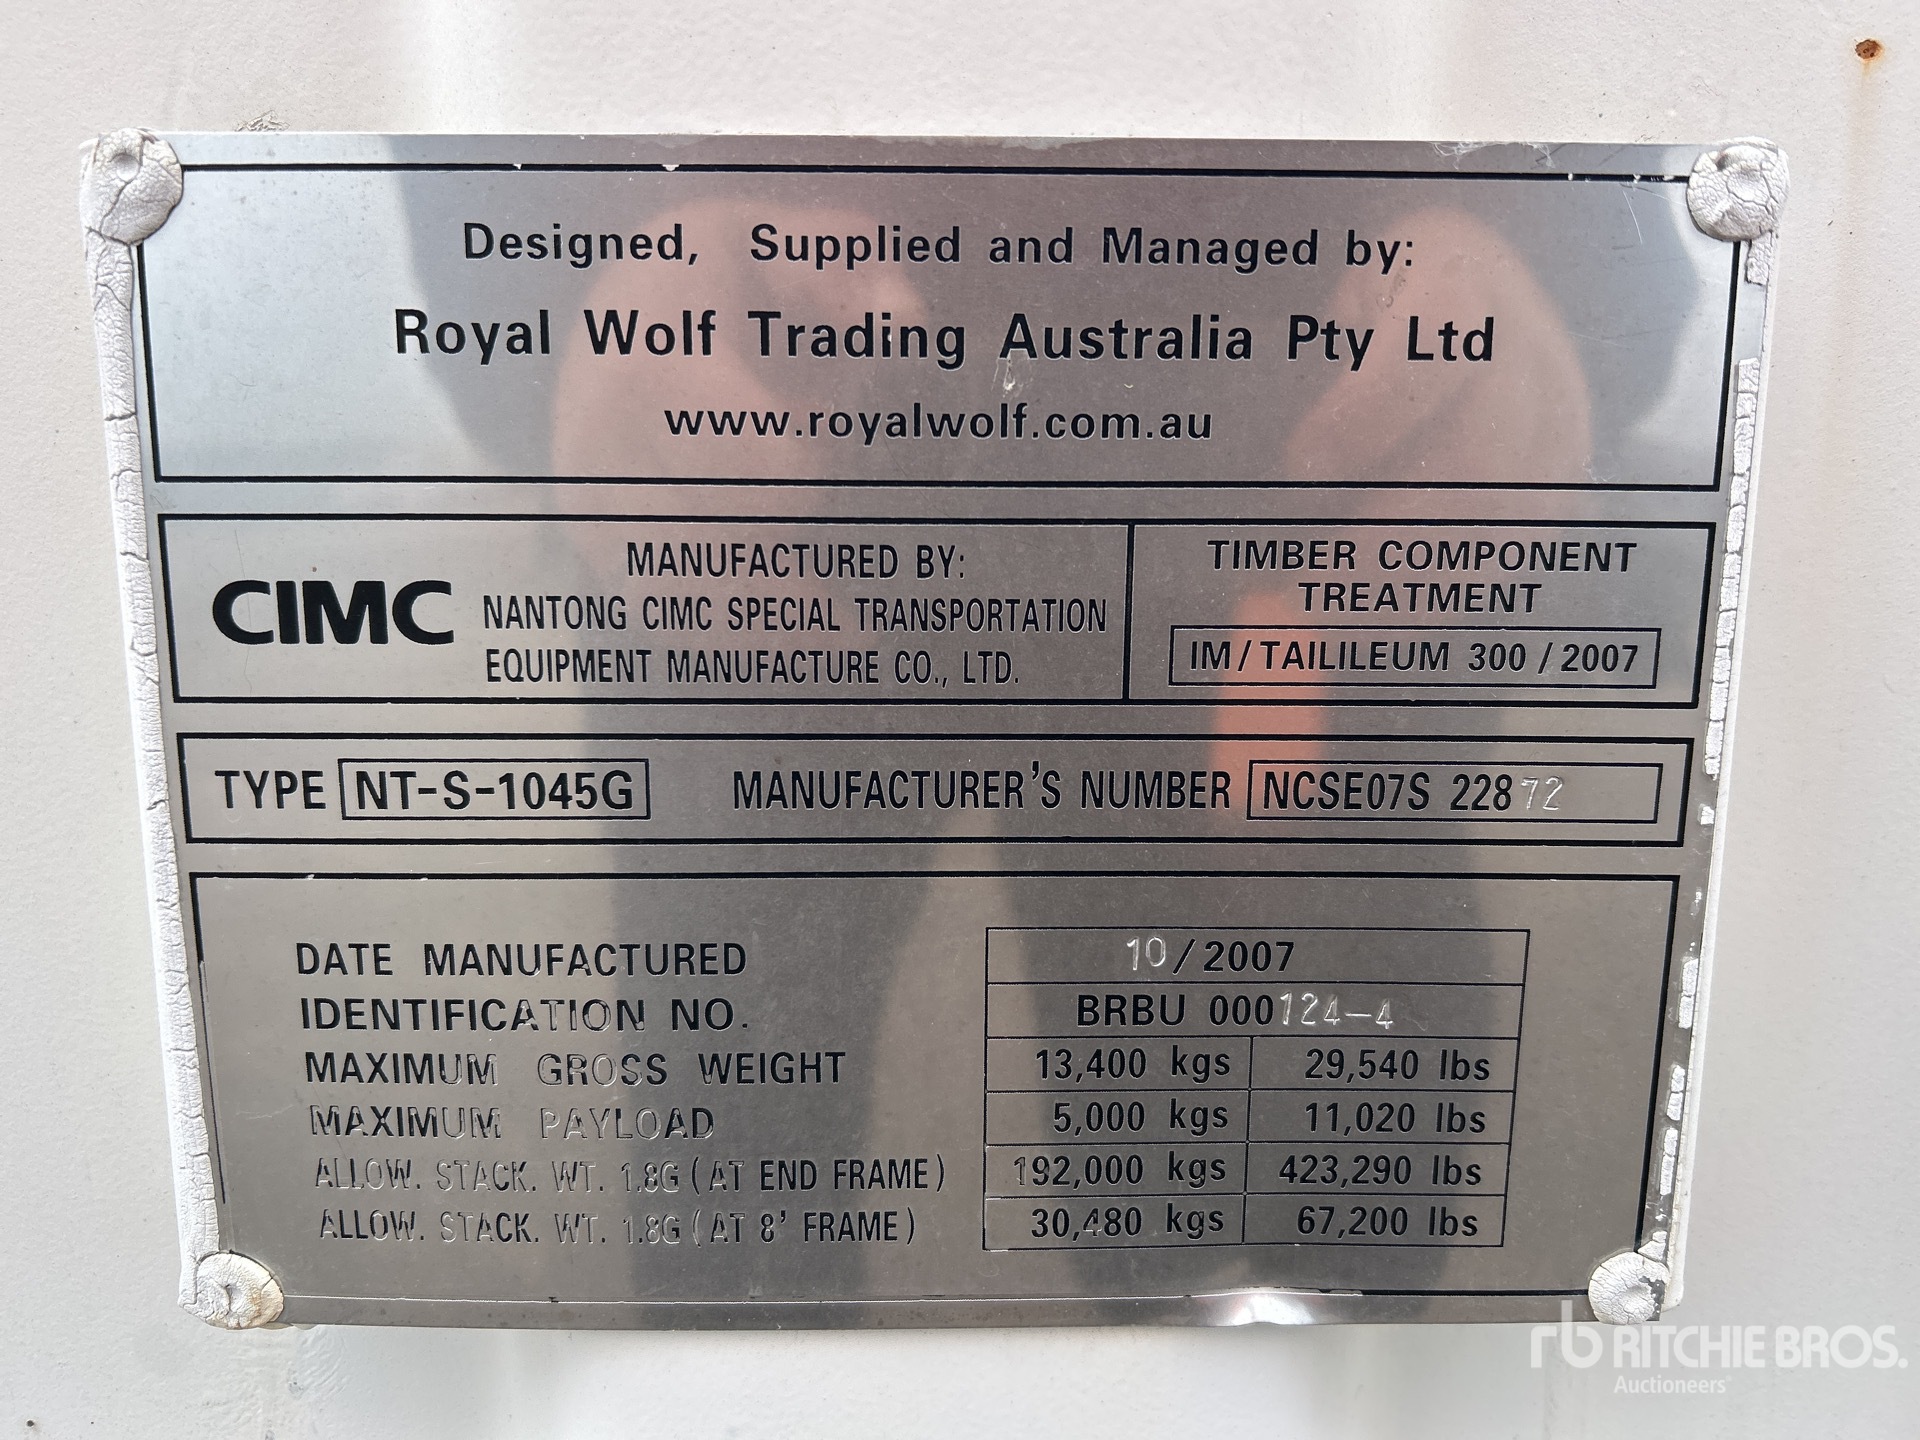 Designed, Supplied and Managed by:
Royal Wolf Trading Australia Pty Ltd
www.royalwolf.com.au
CIMC
MANUFACTURED BY:
NANTONG CIMC SPECIAL TRANSPORTATION
EQUIPMENT MANUFACTURE CO., LTD.
TIMBER COMPONENT
TREATMENT
IM/TAILILEUM 300/2007
TYPE NT-S-1045G MANUFACTURER'S NUMBER NCSE07S 22872
DATE MANUFACTURED 10/2007
IDENTIFICATION NO. BRBU 000124-4
MAXIMUM GROSS WEIGHT 13,400 kgs 29,540 lbs
MAXIMUM PAYLOAD 5,000 kgs 11,020 lbs
ALLOW. STACK. WT. 1.8G (AT END FRAME) 192,000 kgs 423,290 lbs
ALLOW. STACK. WT. 1.8G (AT 8' FRAME) 30,480 kgs 67,200 lbs
rb RITCHIE BROS.
Auctioneers